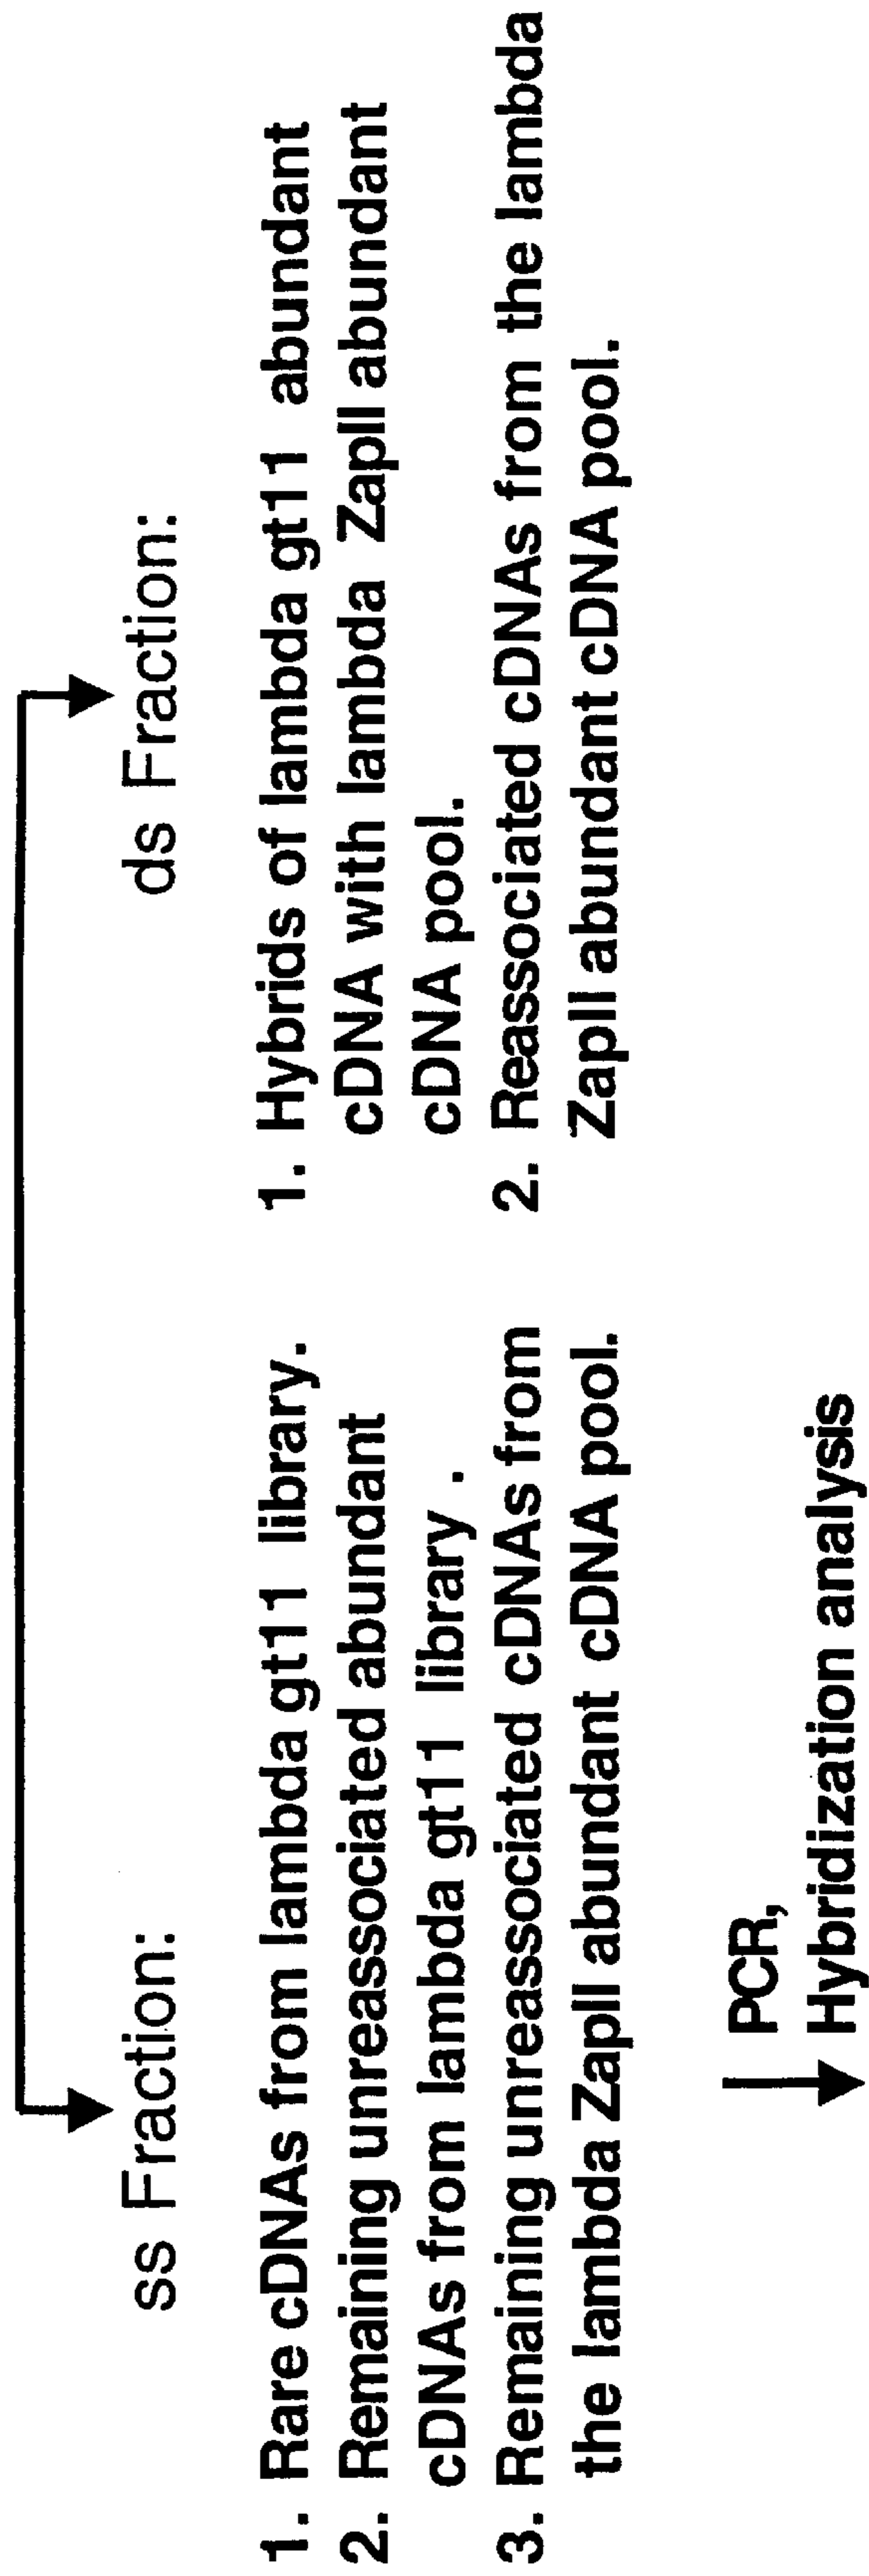 ss Fraction:
1. Rare cDNAs from lambda gt11 library.
2. Remaining unreassociated abundant
cDNAs from lambda gt11 library.
3. Remaining unreassociated cDNAs from
the lambda ZapII abundant cDNA pool.
PCR,
Hybridization analysis
ds Fraction:
1. Hybrids of lambda gt11 abundant
cDNA with lambda ZapII abundant
cDNA pool.
2. Reassociated cDNAs from the lambda
ZapII abundant cDNA pool.